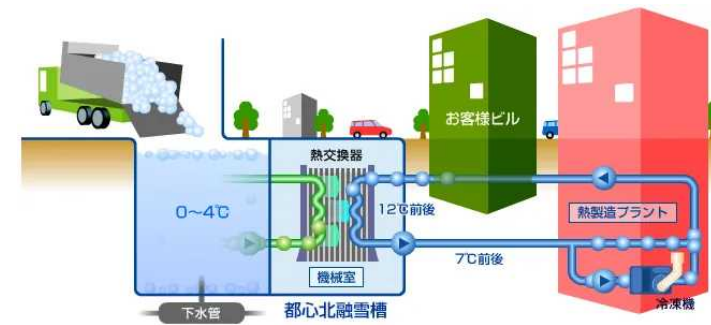 お客様ビル
熱交換器
0〜4℃
12℃前後
熱製造プラント
7℃前後
機械室
冷凍機
下水管
都心北融雪槽